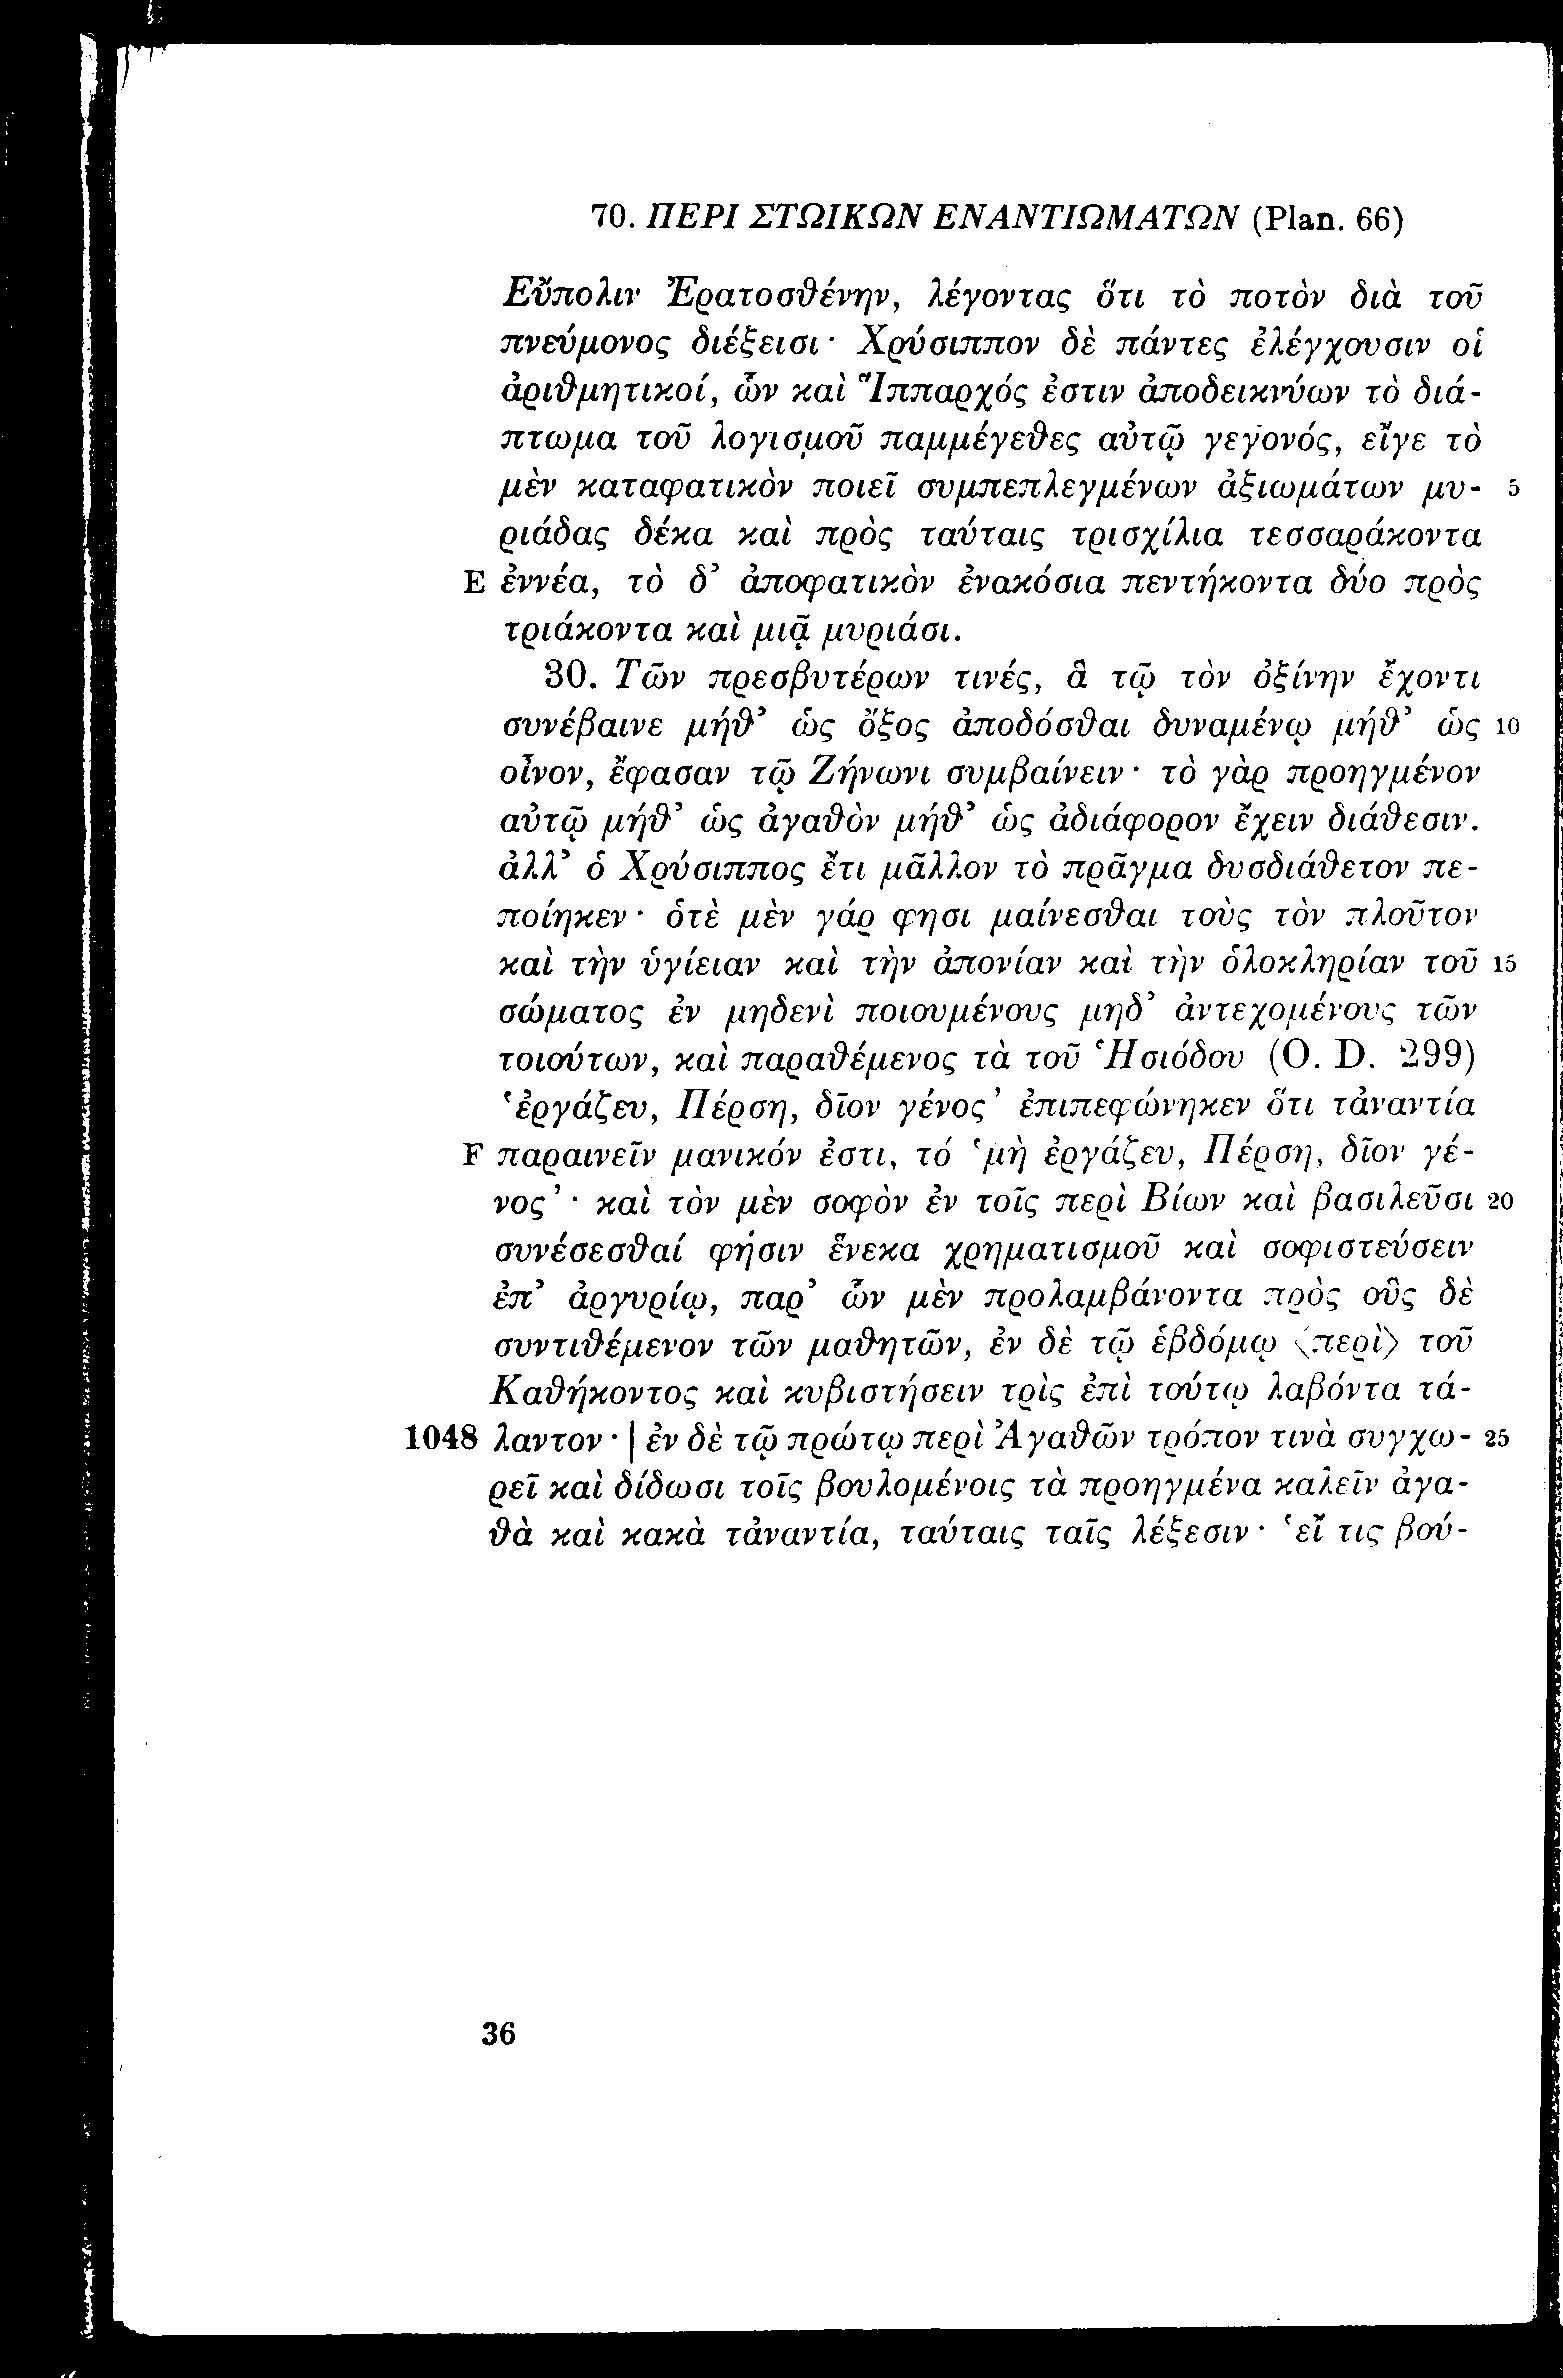 70. ΠΕΡΙ ΣΤΩΙΚΩΝ ΕΝΑΝΤΙΩΜΑΤΩΝ (Plan. 66)
Εὔπολιν Ἐρατοσθένην, λέγοντας ὅτι τὸ ποτὸν διὰ τοῦ
πνεύμονος διέξεισι· Χρύσιππον δὲ πάντες ἐλέγχουσιν οἱ
ἀριθμητικοί, ὧν καὶ Ἵππαρχός ἐστιν ἀποδεικνύων τὸ διά-
πτωμα τοῦ λογισμοῦ παμμέγεθες αὐτῷ γεγονός, εἴγε τὸ
μὲν καταφατικὸν ποιεῖ συμπεπλεγμένων ἀξιωμάτων μυ- 5
ριάδας δέκα καὶ πρὸς ταύταις τρισχίλια τεσσαράκοντα
E ἐννέα, τὸ δ’ ἀποφατικὸν ἐνακόσια πεντήκοντα δύο πρὸς
τριάκοντα καὶ μιᾷ μυριάσι.
30. Τῶν πρεσβυτέρων τινές, ἃ τῷ τὸν ὀξίνην ἔχοντι
συνέβαινε μήθ’ ὡς ὄξος ἀποδόσθαι δυναμένῳ μήθ’ ὡς 10
οἶνον, ἔφασαν τῷ Ζήνωνι συμβαίνειν· τὸ γὰρ προηγμένον
αὐτῷ μήθ’ ὡς ἀγαθὸν μήθ’ ὡς ἀδιάφορον ἔχειν διάθεσιν.
ἀλλ’ ὁ Χρύσιππος ἔτι μᾶλλον τὸ πρᾶγμα δυσδιάθετον πε-
ποίηκεν· ὁτὲ μὲν γάρ φησι μαίνεσθαι τοὺς τὸν πλοῦτον
καὶ τὴν ὑγίειαν καὶ τὴν ἀπονίαν καὶ τὴν ὁλοκληρίαν τοῦ 15
σώματος ἐν μηδενὶ ποιουμένους μηδ’ ἀντεχομένους τῶν
τοιούτων, καὶ παραθέμενος τὰ τοῦ Ἡσιόδου (O. D. 299)
‘ἐργάζευ, Πέρση, δῖον γένος’ ἐπιπεφώνηκεν ὅτι τἀναντία
F παραινεῖν μανικόν ἐστι, τό ‘μὴ ἐργάζευ, Πέρση, δῖον γέ-
νος’· καὶ τὸν μὲν σοφὸν ἐν τοῖς περὶ Βίων καὶ βασιλεῦσι 20
συνέσεσθαί φησιν ἕνεκα χρηματισμοῦ καὶ σοφιστεύσειν
ἐπ’ ἀργυρίῳ, παρ’ ὧν μὲν προλαμβάνοντα πρὸς οὓς δὲ
συντιθέμενον τῶν μαθητῶν, ἐν δὲ τῷ ἑβδόμῳ ⟨περὶ⟩ τοῦ
Καθήκοντος καὶ κυβιστήσειν τρὶς ἐπὶ τούτῳ λαβόντα τά-
1048 λαντον· | ἐν δὲ τῷ πρώτῳ περὶ Ἀγαθῶν τρόπον τινὰ συγχω- 25
ρεῖ καὶ δίδωσι τοῖς βουλομένοις τὰ προηγμένα καλεῖν ἀγα-
θὰ καὶ κακὰ τἀναντία, ταύταις ταῖς λέξεσιν· ‘εἴ τις βού-
36